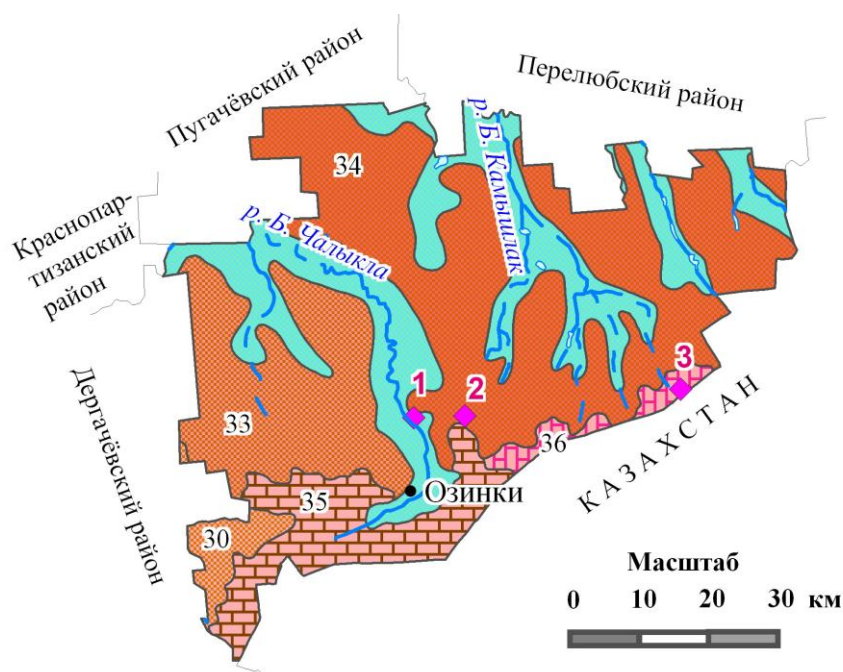 Пугачёвский район
Перелюбский район
Краснопар-
тизанский
район
Дергачёвский район
34
р. Б. Камышлак
р. Б. Чалыкла
33
1
2
3
36
35
Озинки
30
КАЗАХСТАН
Масштаб
0 10 20 30 км